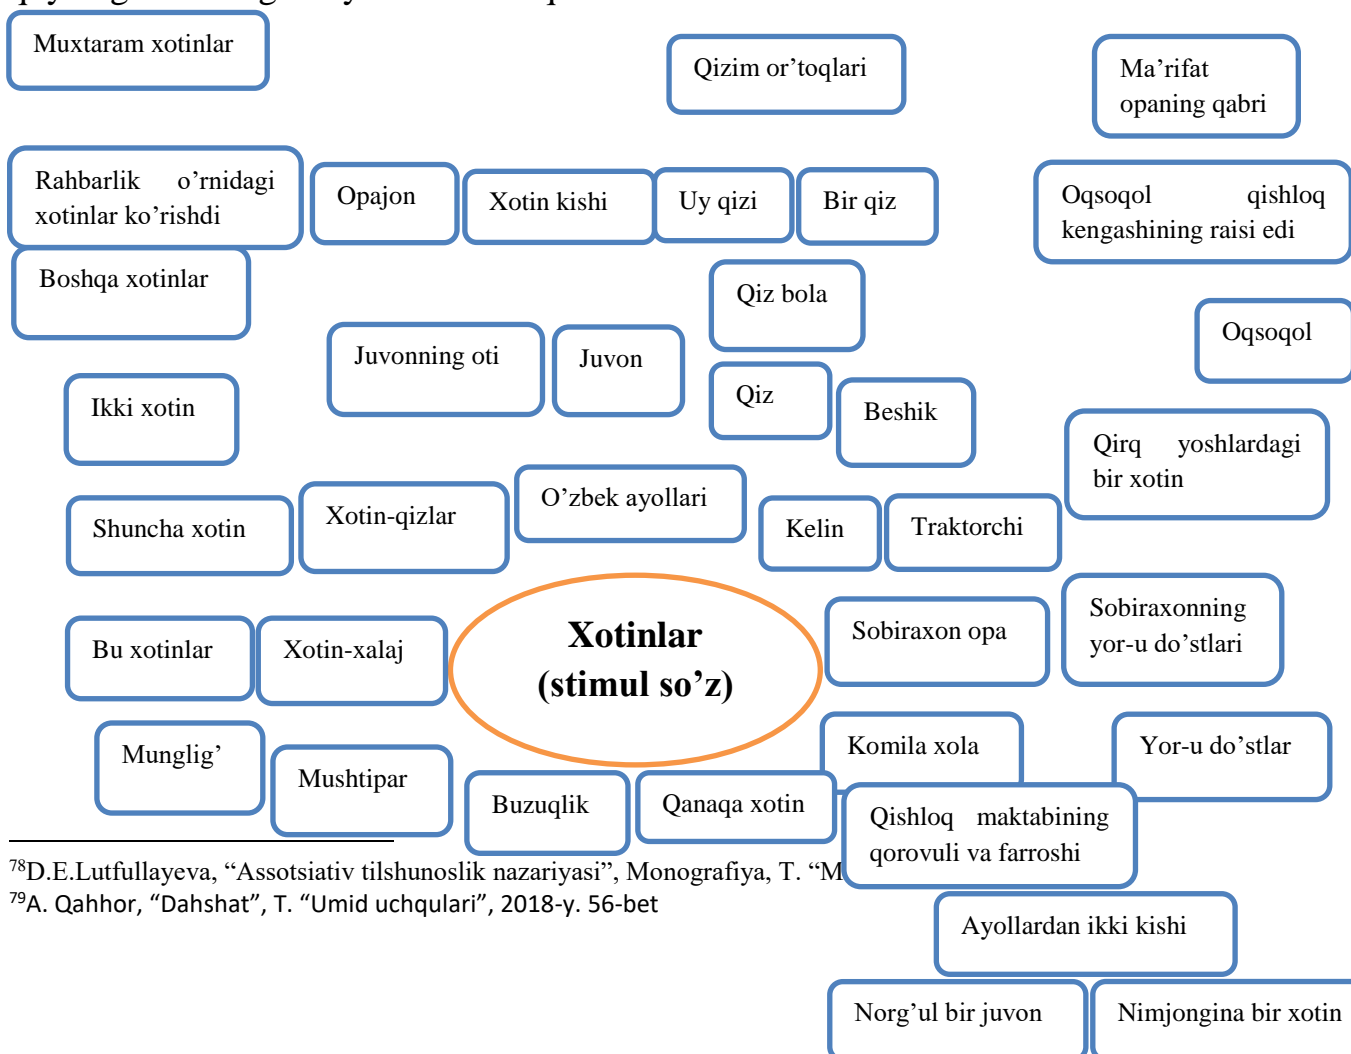 Muxtaram xotinlar
Qizim or’toqlari
Ma’rifat
opaning qabri
Rahbarlik o’rnidagi
xotinlar ko’rishdi
Opajon
Xotin kishi
Uy qizi
Bir qiz
Oqsoqol qishloq
kengashining raisi edi
Boshqa xotinlar
Qiz bola
Oqsoqol
Juvonning oti
Juvon
Ikki xotin
Qiz
Beshik
Qirq yoshlardagi
bir xotin
Shuncha xotin
Xotin-qizlar
O’zbek ayollari
Kelin
Traktorchi
Bu xotinlar
Xotin-xalaj
Xotinlar
(stimul so’z)
Sobiraxon opa
Sobiraxonning
yor-u do’stlari
Munglig’
Mushtipar
Buzuqlik
Qanaqa xotin
Komila xola
Yor-u do’stlar
Qishloq maktabining
qorovuli va farroshi
⁷⁸D.E.Lutfullayeva, “Assotsiativ tilshunoslik nazariyasi”, Monografiya, T. “M
⁷⁹A. Qahhor, “Dahshat”, T. “Umid uchqulari”, 2018-y. 56-bet
Ayollardan ikki kishi
Norg’ul bir juvon
Nimjongina bir xotin